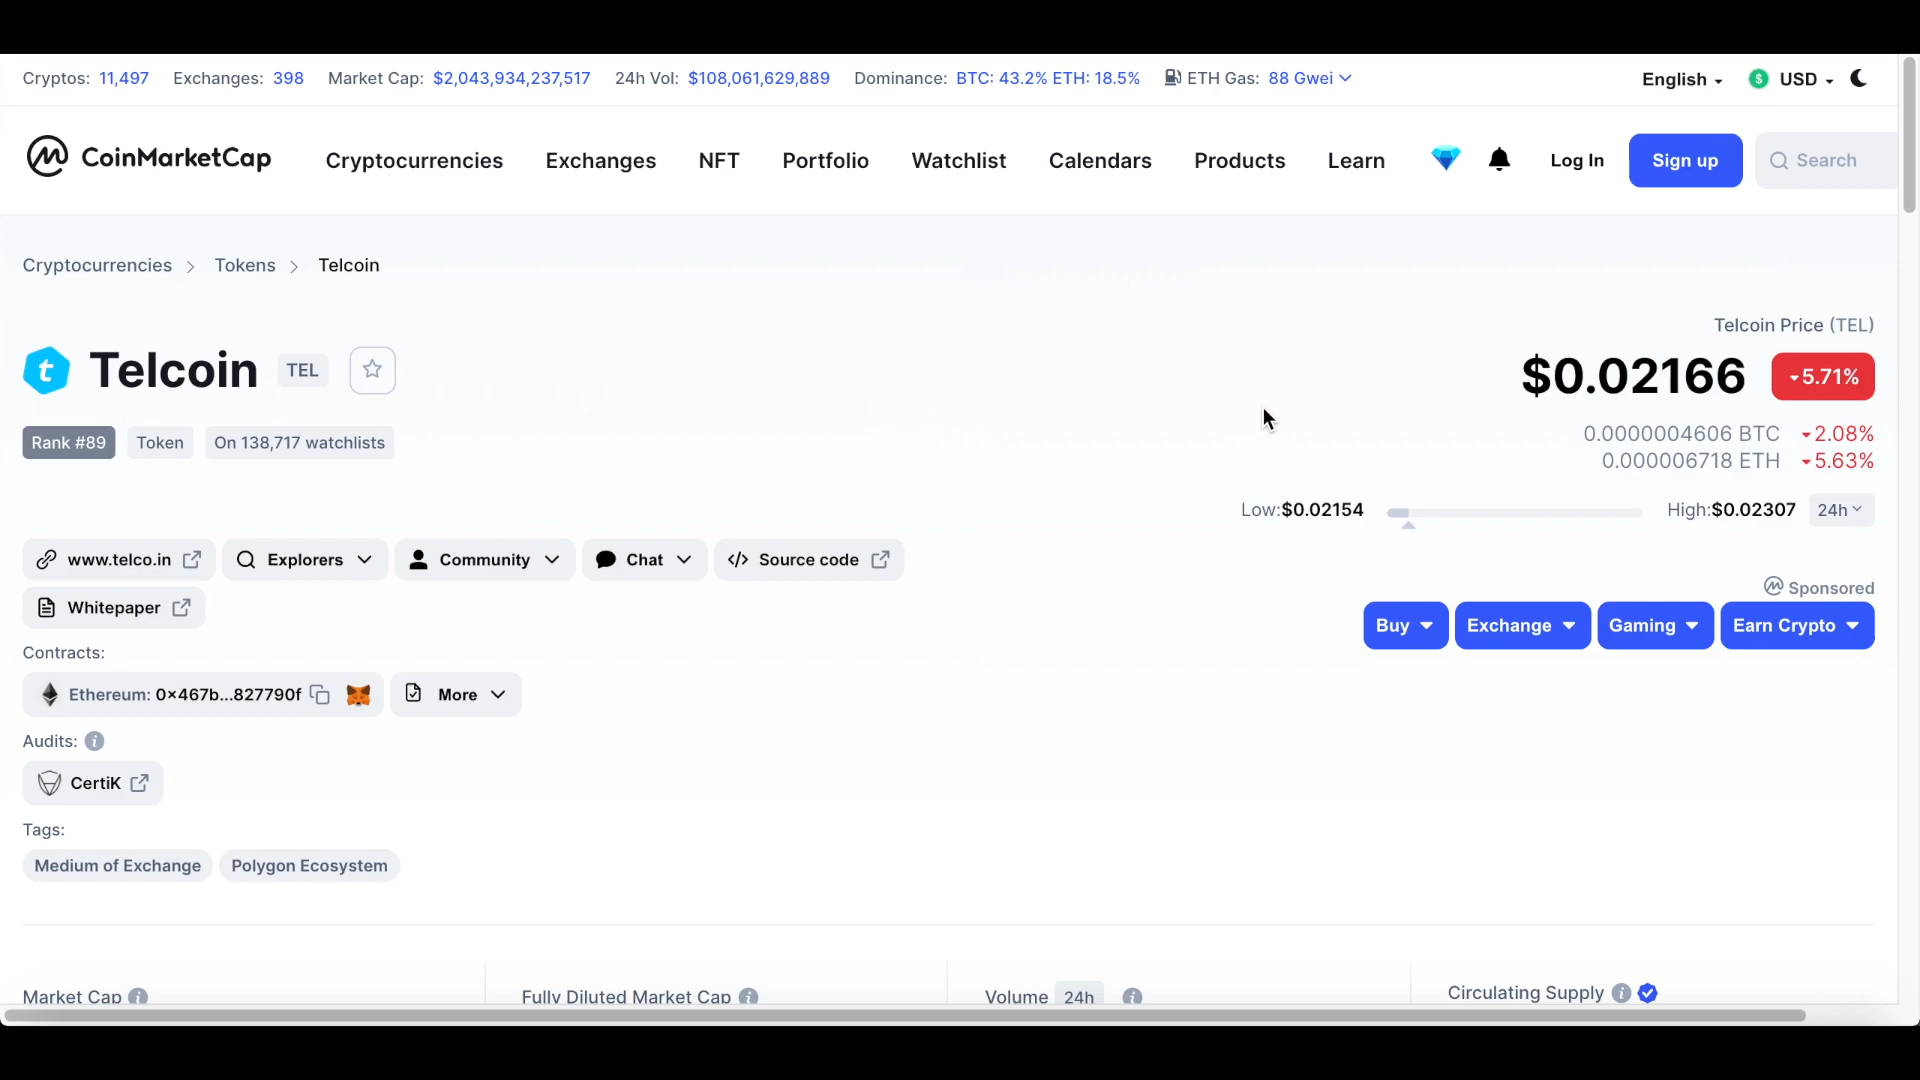 Cryptos: 11,497 Exchanges: 398 Market Cap: $2,043,934,237,517 24h Vol: $108,061,629,889 Dominance: BTC: 43.2% ETH: 18.5% ETH Gas: 88 Gwei English $ USD
CoinMarketCap Cryptocurrencies Exchanges NFT Portfolio Watchlist Calendars Products Learn Log In Sign up Search
Cryptocurrencies > Tokens > Telcoin
Telcoin Price (TEL)
t Telcoin TEL $0.02166 5.71%
Rank #89 Token On 138,717 watchlists 0.0000004606 BTC 2.08%
0.000006718 ETH 5.63%
Low:$0.02154 High:$0.02307 24h
www.telco.in Explorers Community Chat </> Source code
Sponsored
Whitepaper Buy Exchange Gaming Earn Crypto
Contracts:
Ethereum: 0x467b...827790f More
Audits: i
CertiK
Tags:
Medium of Exchange Polygon Ecosystem
Market Cap i Fully Diluted Market Cap i Volume 24h i Circulating Supply i